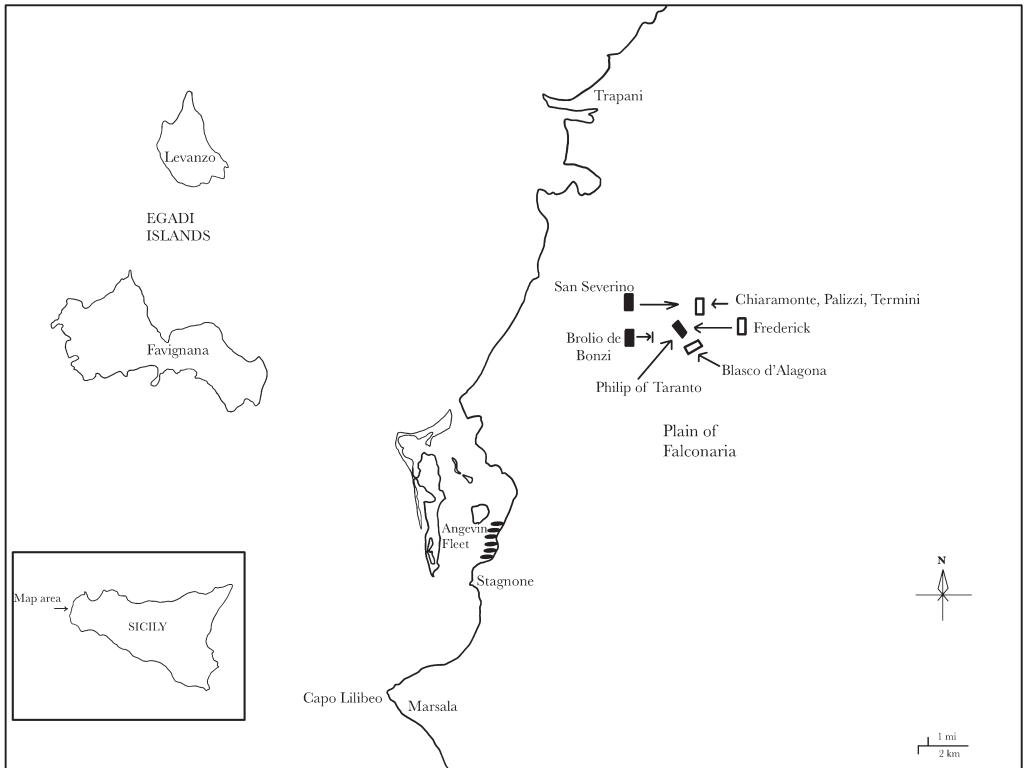 Trapani
Levanzo
EGADI
ISLANDS
San Severino
Chiaramonte, Palizzi, Termini
Frederick
Brolio de
Bonzi
Favignana
Blasco d’Alagona
Philip of Taranto
Plain of
Falconaria
Angevin
Fleet
Stagnone
N
Map area
SICILY
Capo Lilibeo
Marsala
1 mi
2 km